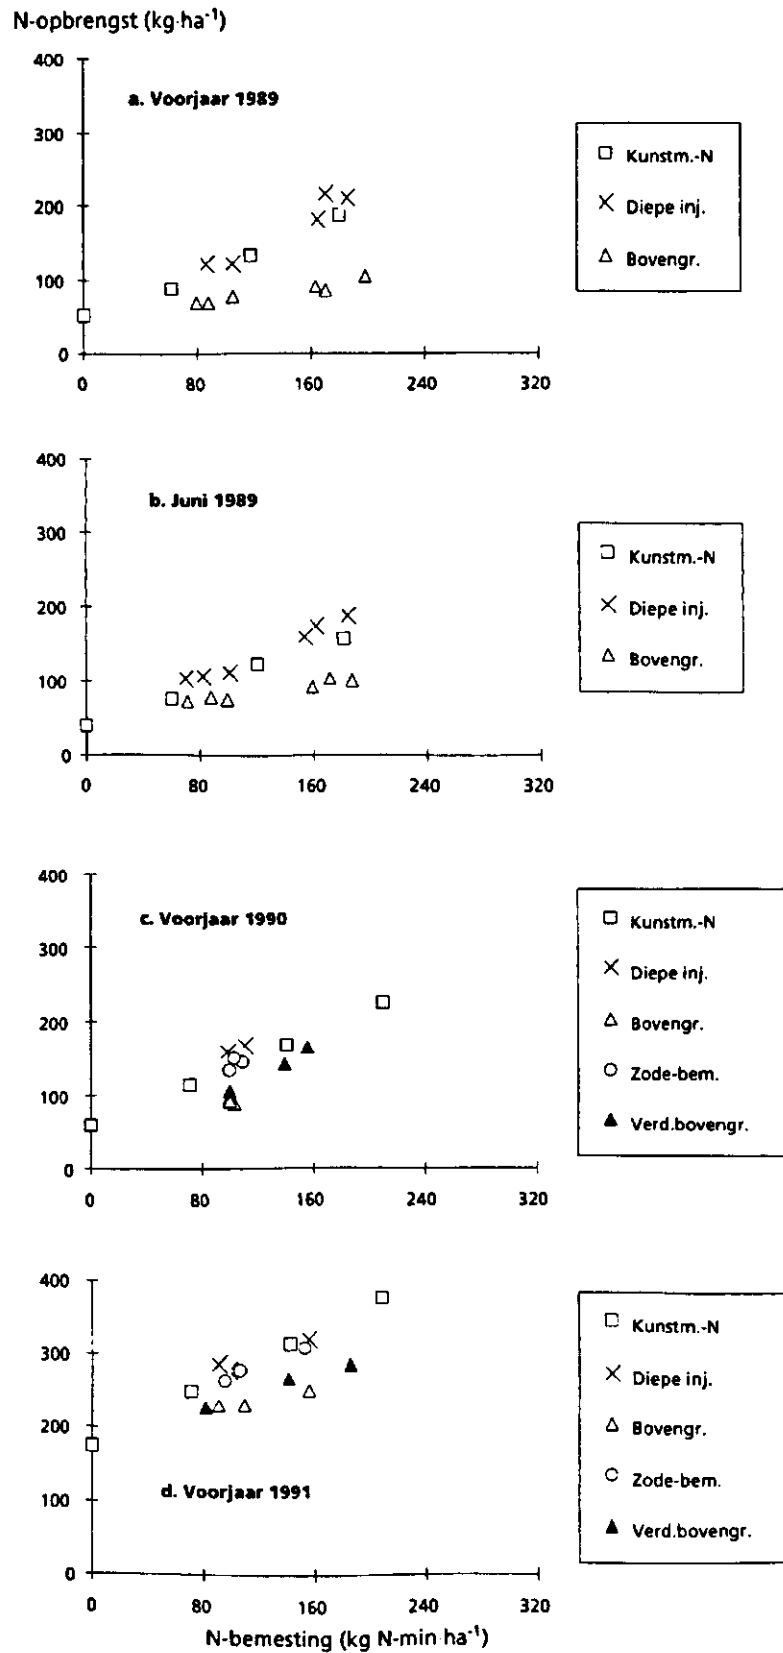 N-opbrengst (kg·ha⁻¹)
400
300
200
100
0
a. Voorjaar 1989
0 80 160 240 320
Kunstm.-N
Diepe inj.
Bovengr.
400
300
200
100
0
b. Juni 1989
0 80 160 240 320
Kunstm.-N
Diepe inj.
Bovengr.
400
300
200
100
0
c. Voorjaar 1990
0 80 160 240 320
Kunstm.-N
Diepe inj.
Bovengr.
Zode-bem.
Verd.bovengr.
400
300
200
100
0
d. Voorjaar 1991
0 80 160 240 320
N-bemesting (kg N-min·ha⁻¹)
Kunstm.-N
Diepe inj.
Bovengr.
Zode-bem.
Verd.bovengr.